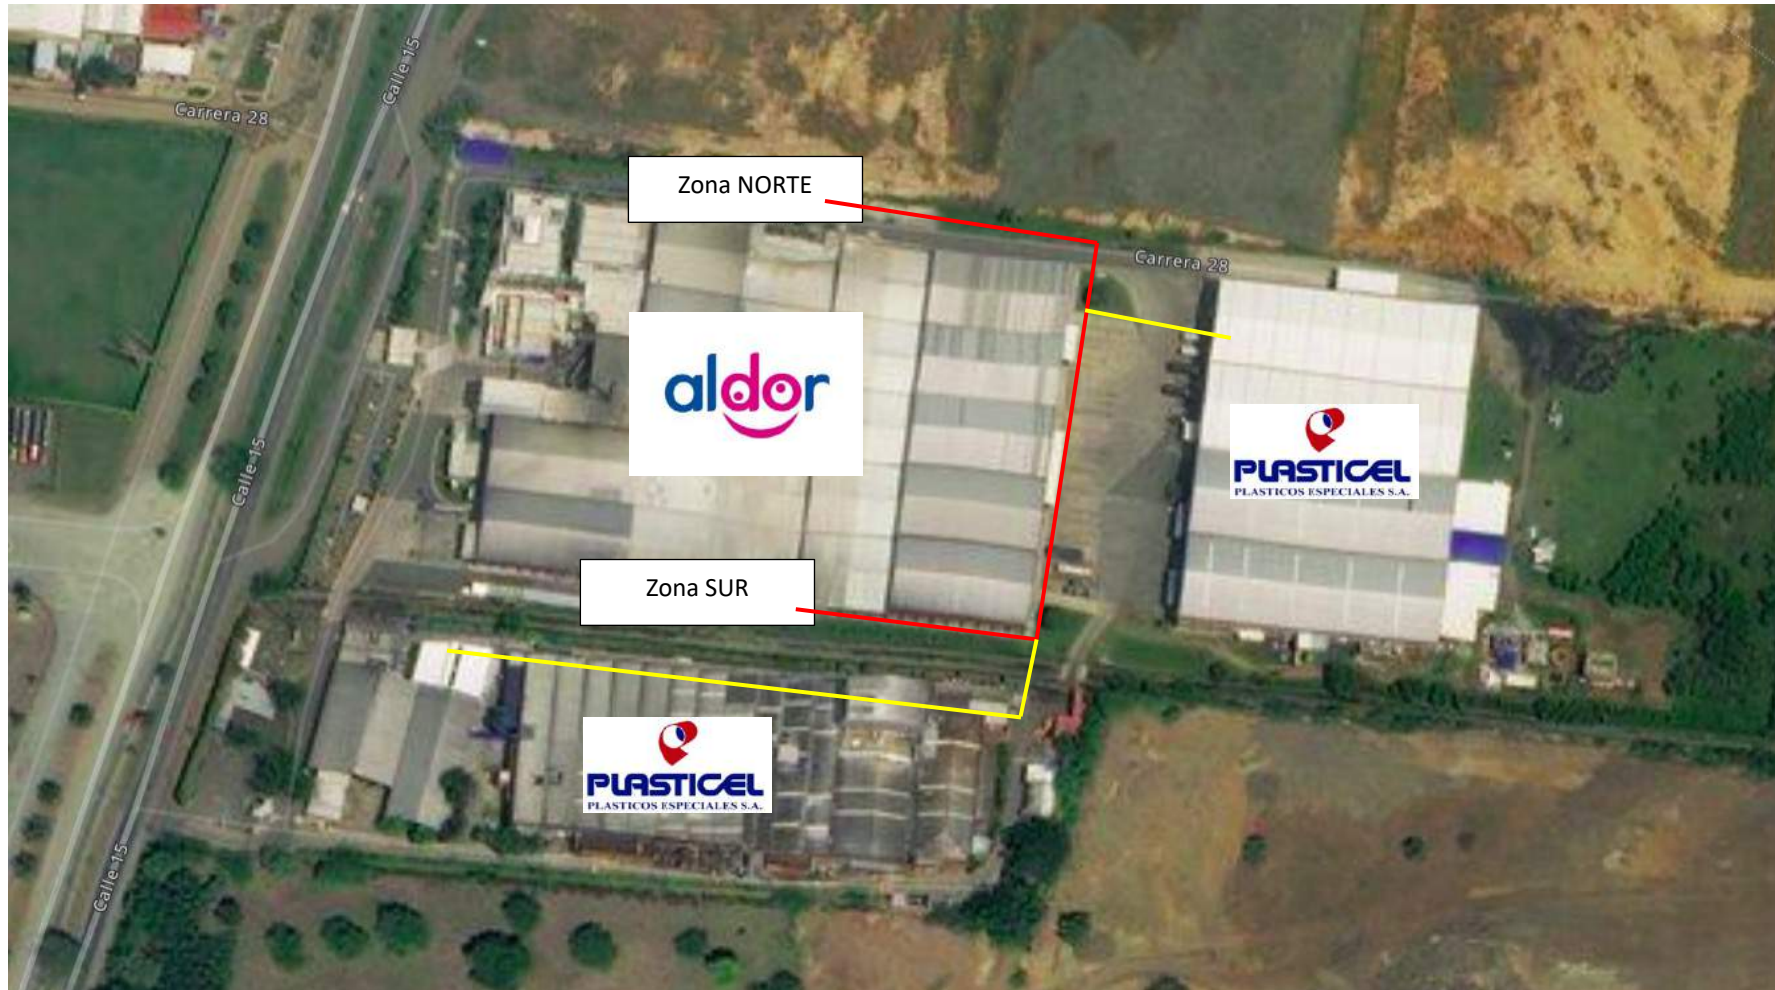 Calle 15
Carrera 28
Zona NORTE
Carrera 28
aldor
PLASTICEL
PLASTICOS ESPECIALES S.A.
Calle 15
Zona SUR
PLASTICEL
PLASTICOS ESPECIALES S.A.
Calle 15